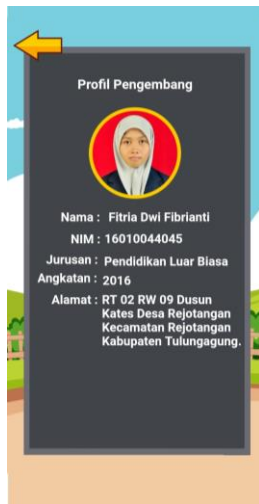 Profil Pengembang
Nama : Fitria Dwi Fibrianti
NIM : 16010044045
Jurusan : Pendidikan Luar Biasa
Angkatan : 2016
Alamat : RT 02 RW 09 Dusun
Kates Desa Rejotangan
Kecamatan Rejotangan
Kabupaten Tulungagung.